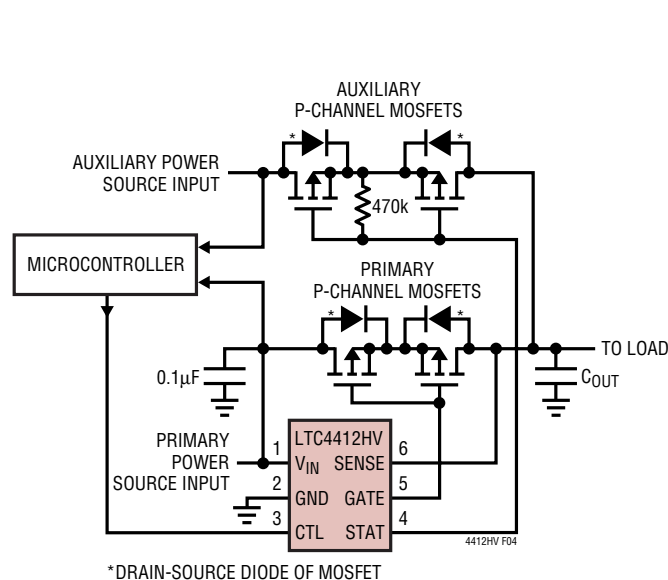 AUXILIARY
P-CHANNEL MOSFETS
*
*
AUXILIARY POWER
SOURCE INPUT
470k
MICROCONTROLLER
PRIMARY
P-CHANNEL MOSFETS
*
*
TO LOAD
0.1µF
COUT
PRIMARY
POWER
SOURCE INPUT
LTC4412HV
1
VIN
SENSE
6
2
GND
GATE
5
3
CTL
STAT
4
4412HV F04
*DRAIN-SOURCE DIODE OF MOSFET